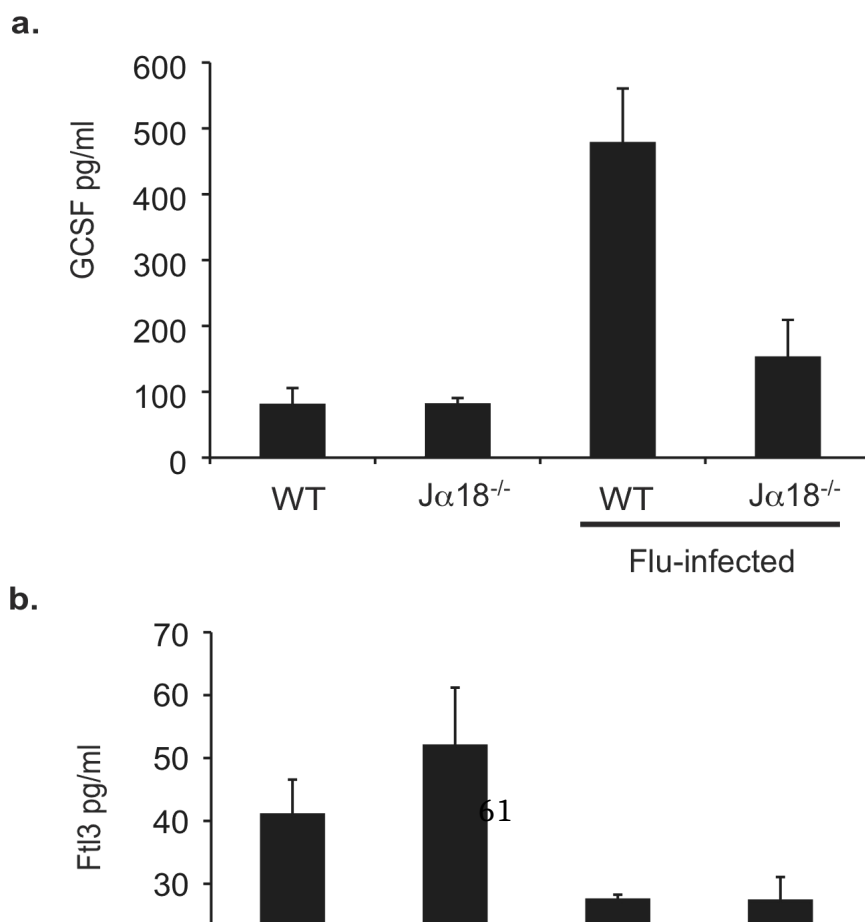 a.
GCSF pg/ml
600
500
400
300
200
100
0
WT Jα18-/- WT Jα18-/-
Flu-infected
b.
Ftl3 pg/ml
70
60
50
40
30
61